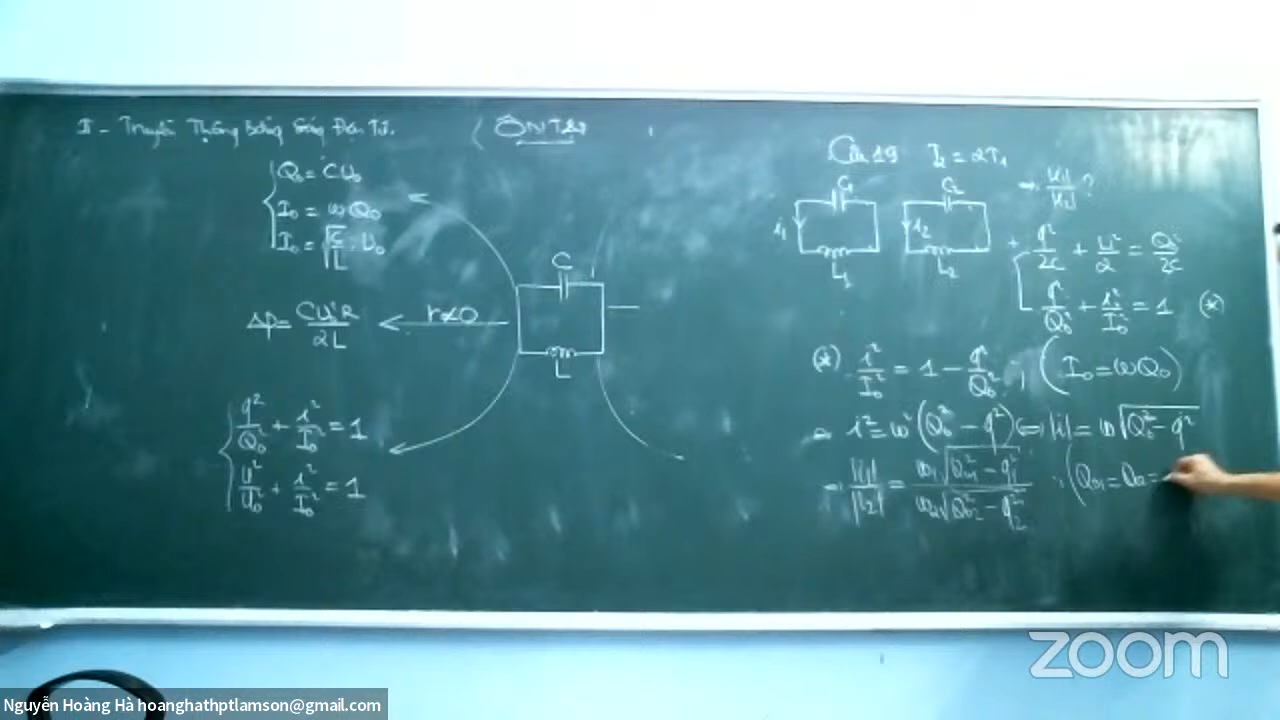 II - Truyền Thông Bằng Sóng Điện Từ.
ÔN TẬP
Q₀ = CU₀
I₀ = ωQ₀
I₀ = √(C/L) . U₀
ΔP = CU₀²R / 2L
r ≠ 0
C
L
q²/Q₀² + i²/I₀² = 1
u²/U₀² + i²/I₀² = 1
Câu 19 T₂ = 2T₁
C₁ C₂ ⇒ |i₁|/|i₂| ?
i₁ i₂
L₁ L₂
+ q²/2C + Li²/2 = Q₀²/2C
q²/Q₀² + i²/I₀² = 1 (*)
(*) i²/I₀² = 1 - q²/Q₀² , (I₀ = ωQ₀)
i² = ω²(Q₀² - q²) ⇔ |i| = ω√(Q₀² - q²)
⇒ |i₁|/|i₂| = ω₁√(Q₀₁² - q₁²) / ω₂√(Q₀₂² - q₂²) ; (Q₀₁ = Q₀₂ =
zoom
Nguyễn Hoàng Hà hoanghathptlamson@gmail.com